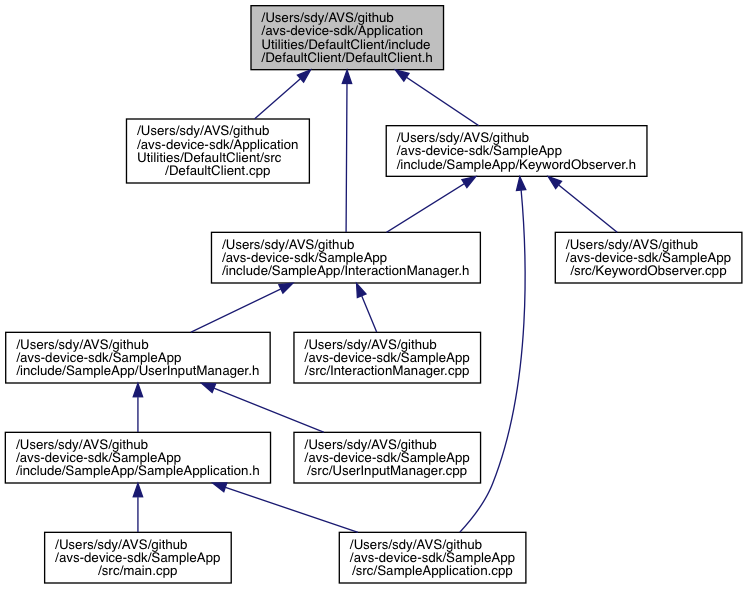 /Users/sdy/AVS/github
/avs-device-sdk/Application
Utilities/DefaultClient/include
/DefaultClient/DefaultClient.h
/Users/sdy/AVS/github
/avs-device-sdk/Application
Utilities/DefaultClient/src
/DefaultClient.cpp
/Users/sdy/AVS/github
/avs-device-sdk/SampleApp
/include/SampleApp/KeywordObserver.h
/Users/sdy/AVS/github
/avs-device-sdk/SampleApp
/include/SampleApp/InteractionManager.h
/Users/sdy/AVS/github
/avs-device-sdk/SampleApp
/src/KeywordObserver.cpp
/Users/sdy/AVS/github
/avs-device-sdk/SampleApp
/include/SampleApp/UserInputManager.h
/Users/sdy/AVS/github
/avs-device-sdk/SampleApp
/src/InteractionManager.cpp
/Users/sdy/AVS/github
/avs-device-sdk/SampleApp
/include/SampleApp/SampleApplication.h
/Users/sdy/AVS/github
/avs-device-sdk/SampleApp
/src/UserInputManager.cpp
/Users/sdy/AVS/github
/avs-device-sdk/SampleApp
/src/main.cpp
/Users/sdy/AVS/github
/avs-device-sdk/SampleApp
/src/SampleApplication.cpp